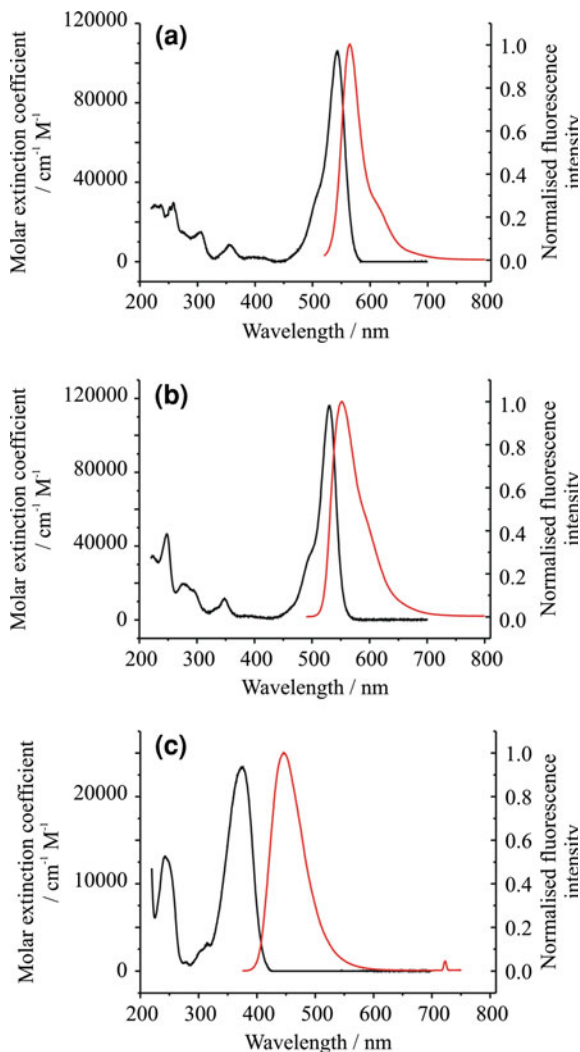 (a)
120000
80000
40000
0
Molar extinction coefficient
/ cm⁻¹ M⁻¹
1.0
0.8
0.6
0.4
0.2
0.0
Normalised fluorescence
intensity
200 300 400 500 600 700 800
Wavelength / nm
(b)
120000
80000
40000
0
Molar extinction coefficient
/ cm⁻¹ M⁻¹
1.0
0.8
0.6
0.4
0.2
0.0
Normalised fluorescence
intensity
200 300 400 500 600 700 800
Wavelength / nm
(c)
20000
10000
0
Molar extinction coefficient
/ cm⁻¹ M⁻¹
1.0
0.8
0.6
0.4
0.2
0.0
Normalised fluorescence
intensity
200 300 400 500 600 700 800
Wavelength / nm